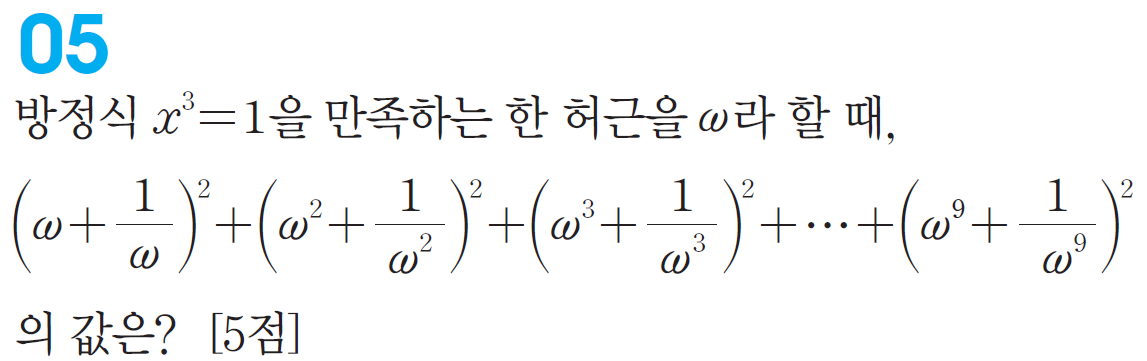 05
방정식 x³=1을 만족하는 한 허근을 ω라 할 때,
(ω+1/ω)²+(ω²+1/ω²)²+(ω³+1/ω³)²+⋯+(ω⁹+1/ω⁹)²
의 값은? [5점]